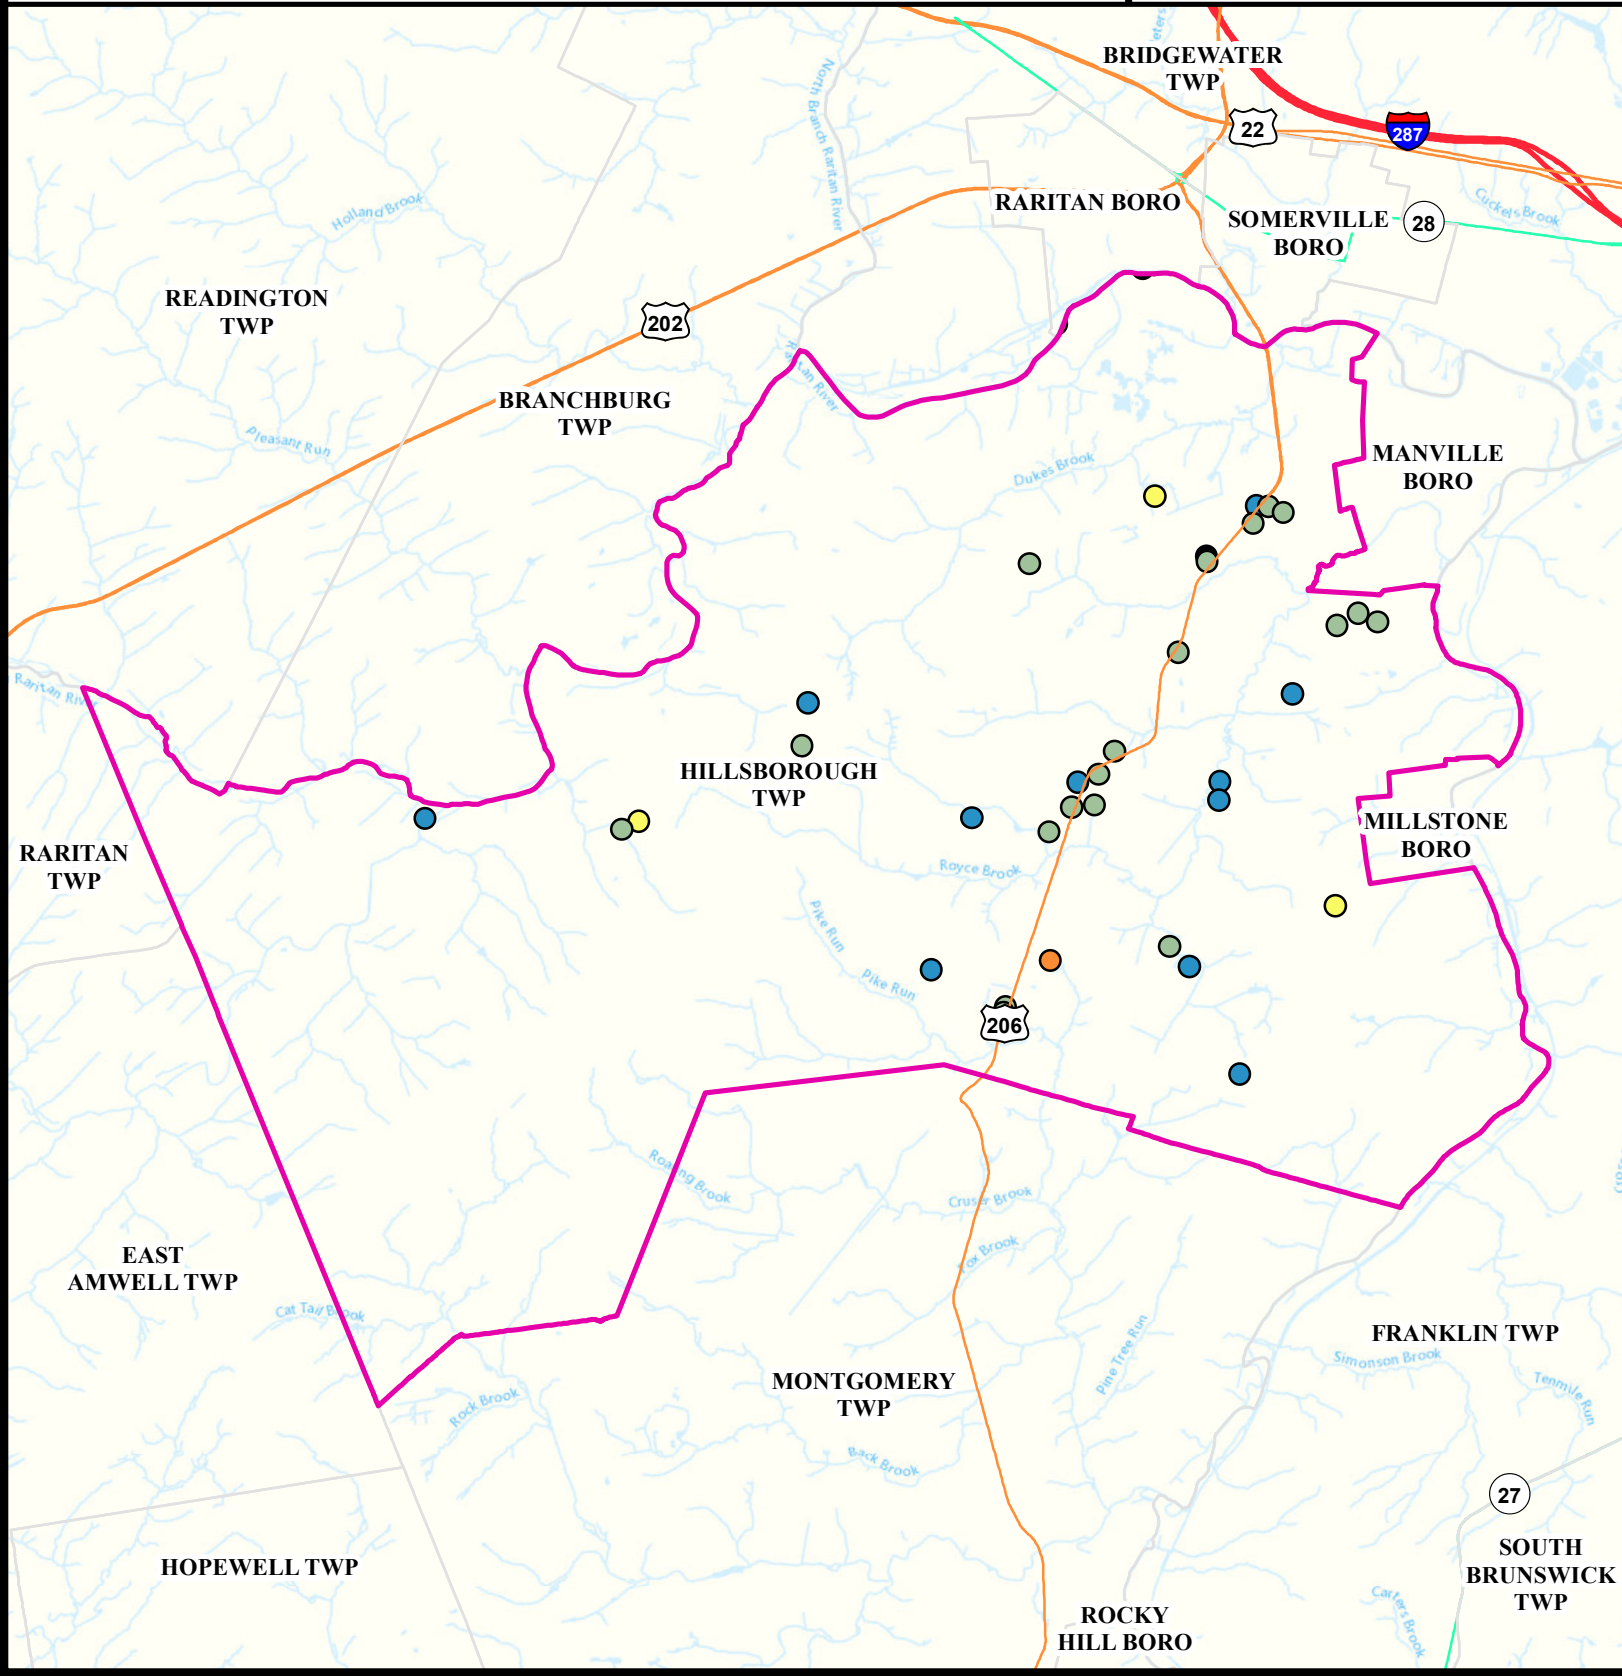 BRIDGEWATER
TWP
22
287
North Branch Raritan River
RARITAN BORO
SOMERVILLE
BORO
28
Cuckels Brook
Holland Brook
READINGTON
TWP
202
BRANCHBURG
TWP
Pleasant Run
MANVILLE
BORO
Dukes Brook
Raritan River
HILLSBOROUGH
TWP
RARITAN
TWP
MILLSTONE
BORO
Royce Brook
Pike Run
Pike Run
206
Roaring Brook
Cruser Brook
Fox Brook
EAST
AMWELL TWP
Cat Tail Brook
FRANKLIN TWP
Simonson Brook
Pine Tree Run
Tenmile Run
MONTGOMERY
TWP
Rock Brook
Back Brook
27
HOPEWELL TWP
SOUTH
BRUNSWICK
TWP
Carters Brook
ROCKY
HILL BORO